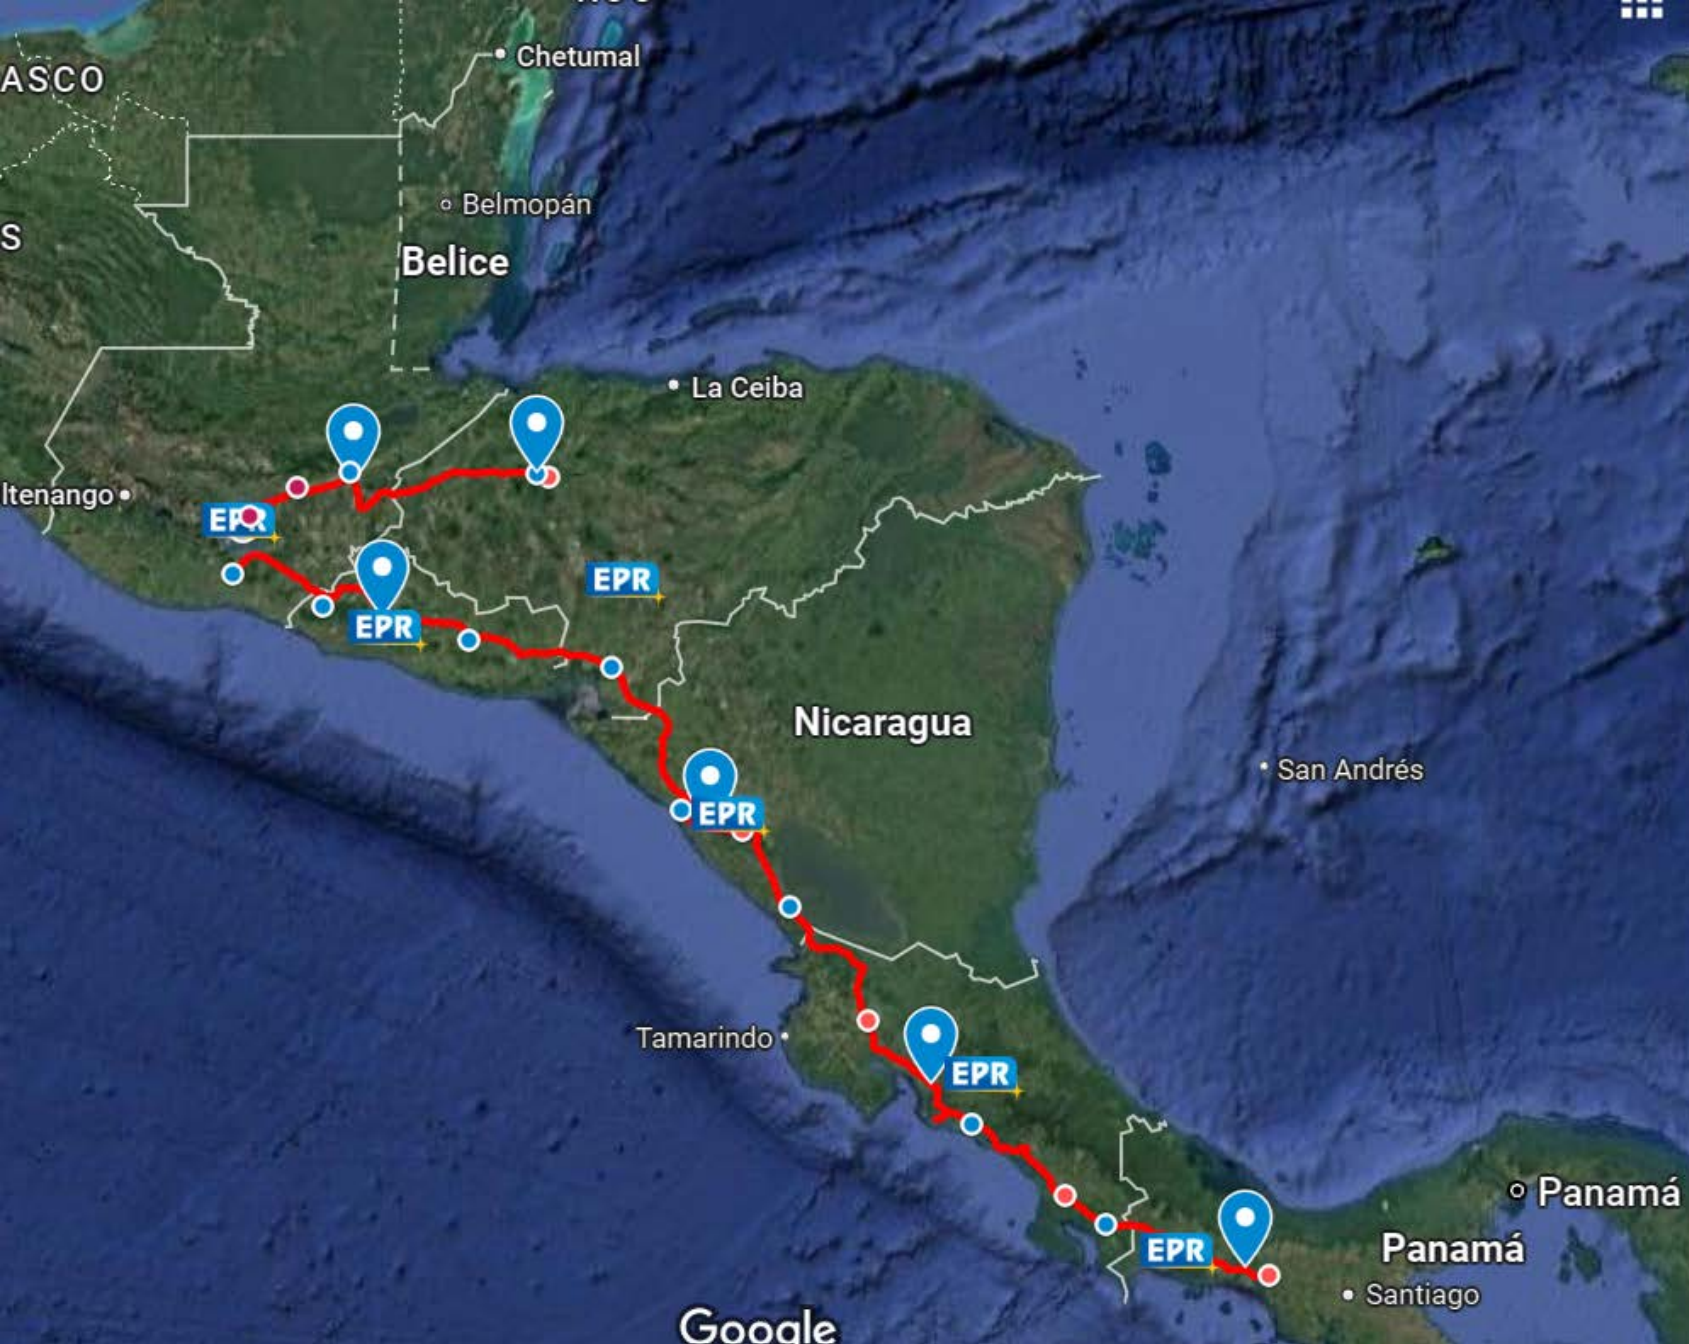 Chetumal
ASCO
Belmopán
S
Belice
La Ceiba
ltenango
EPR
EPR
EPR
Nicaragua
San Andrés
EPR
Tamarindo
EPR
Panamá
EPR
Panamá
Santiago
Google